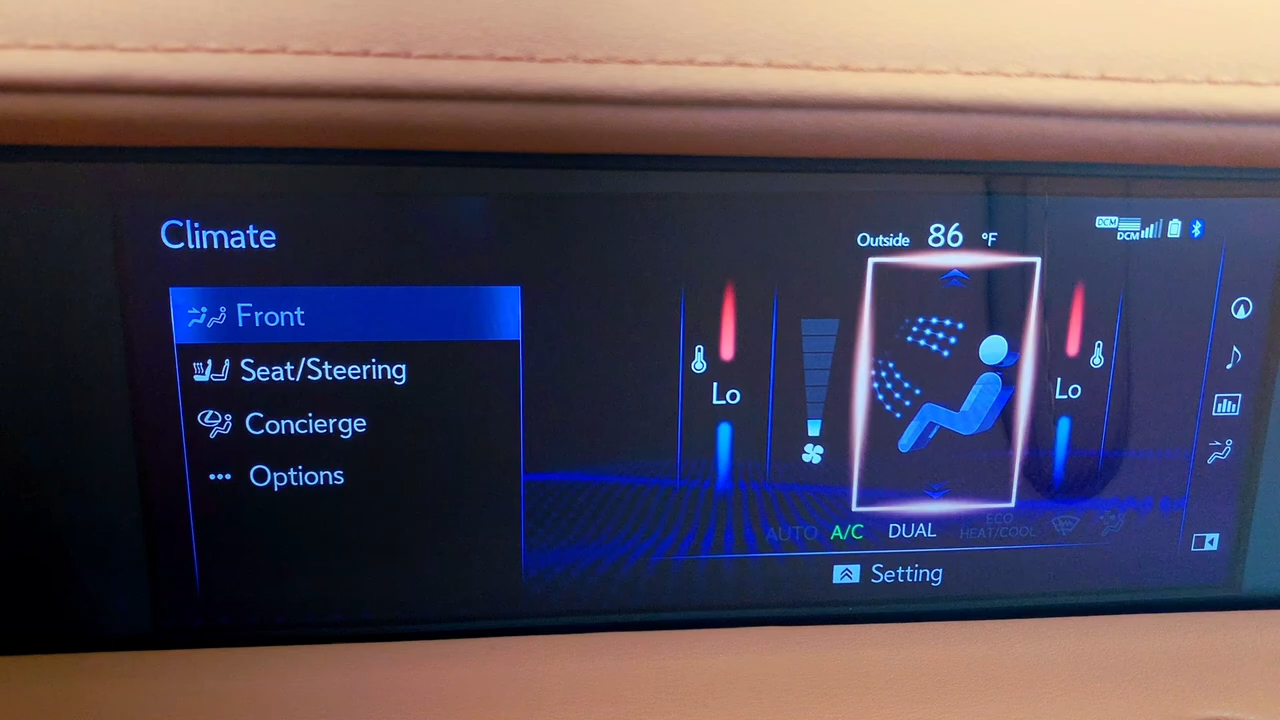 Climate
Outside 86 °F
DCM
DCM
Front
Seat/Steering
Concierge
Options
Lo
Lo
AUTO A/C DUAL ECO HEAT/COOL
Setting